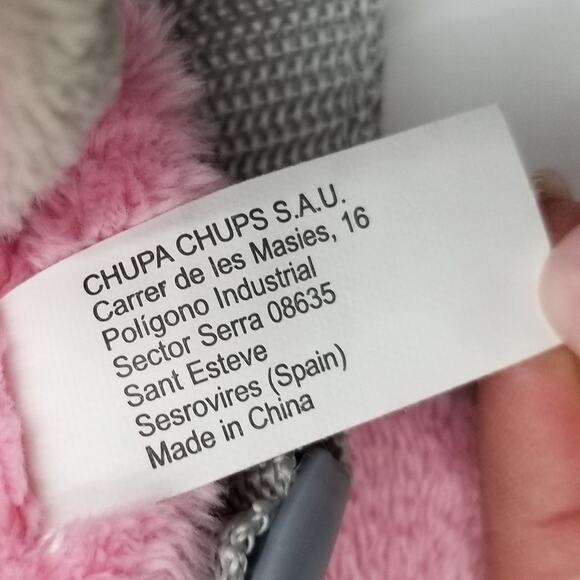 CHUPA CHUPS S.A.U.
Carrer de les Masies, 16
Polígono Industrial
Sector Serra 08635
Sant Esteve
Sesrovires (Spain)
Made in China